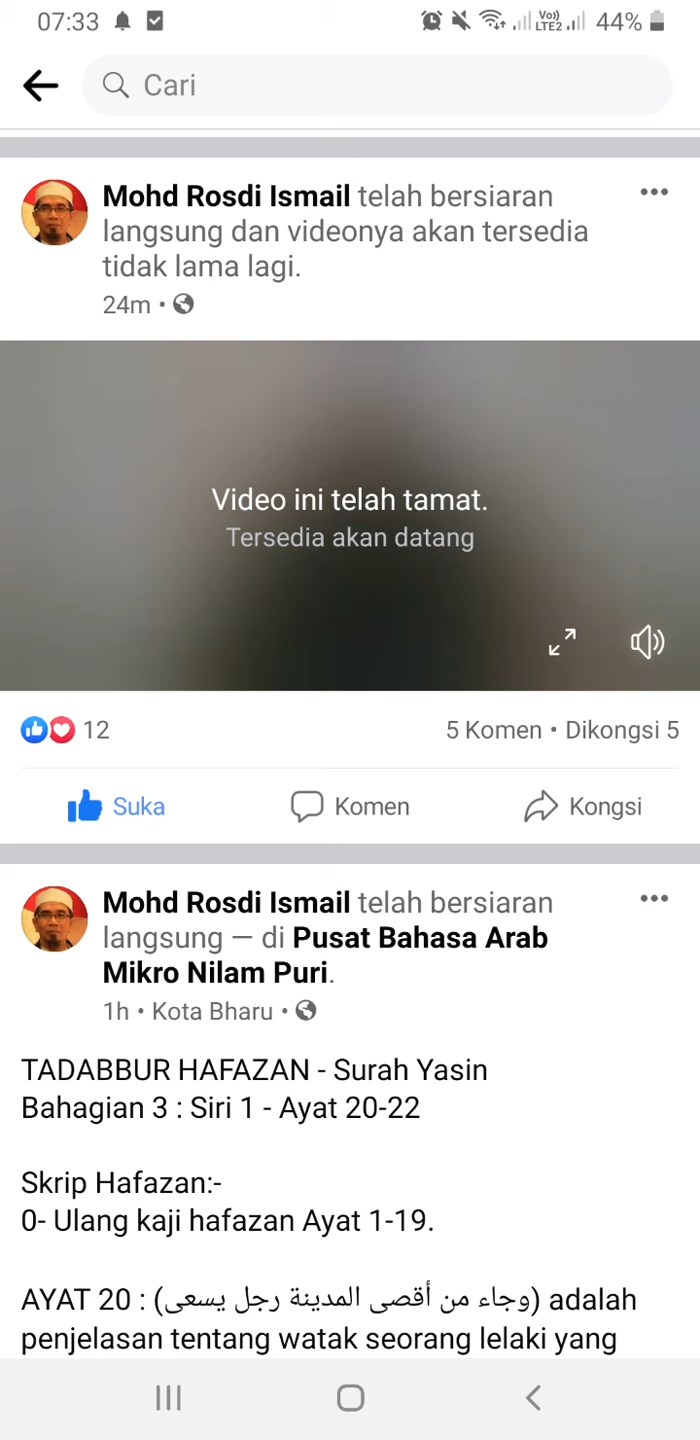 07:33
Vo))
LTE2
44%
Cari
Mohd Rosdi Ismail telah bersiaran
langsung dan videonya akan tersedia
tidak lama lagi.
24m •
Video ini telah tamat.
Tersedia akan datang
12
5 Komen • Dikongsi 5
Suka
Komen
Kongsi
Mohd Rosdi Ismail telah bersiaran
langsung — di Pusat Bahasa Arab
Mikro Nilam Puri.
1h • Kota Bharu •
TADABBUR HAFAZAN - Surah Yasin
Bahagian 3 : Siri 1 - Ayat 20-22
Skrip Hafazan:-
0- Ulang kaji hafazan Ayat 1-19.
AYAT 20 : (وجاء من أقصى المدينة رجل يسعى) adalah
penjelasan tentang watak seorang lelaki yang